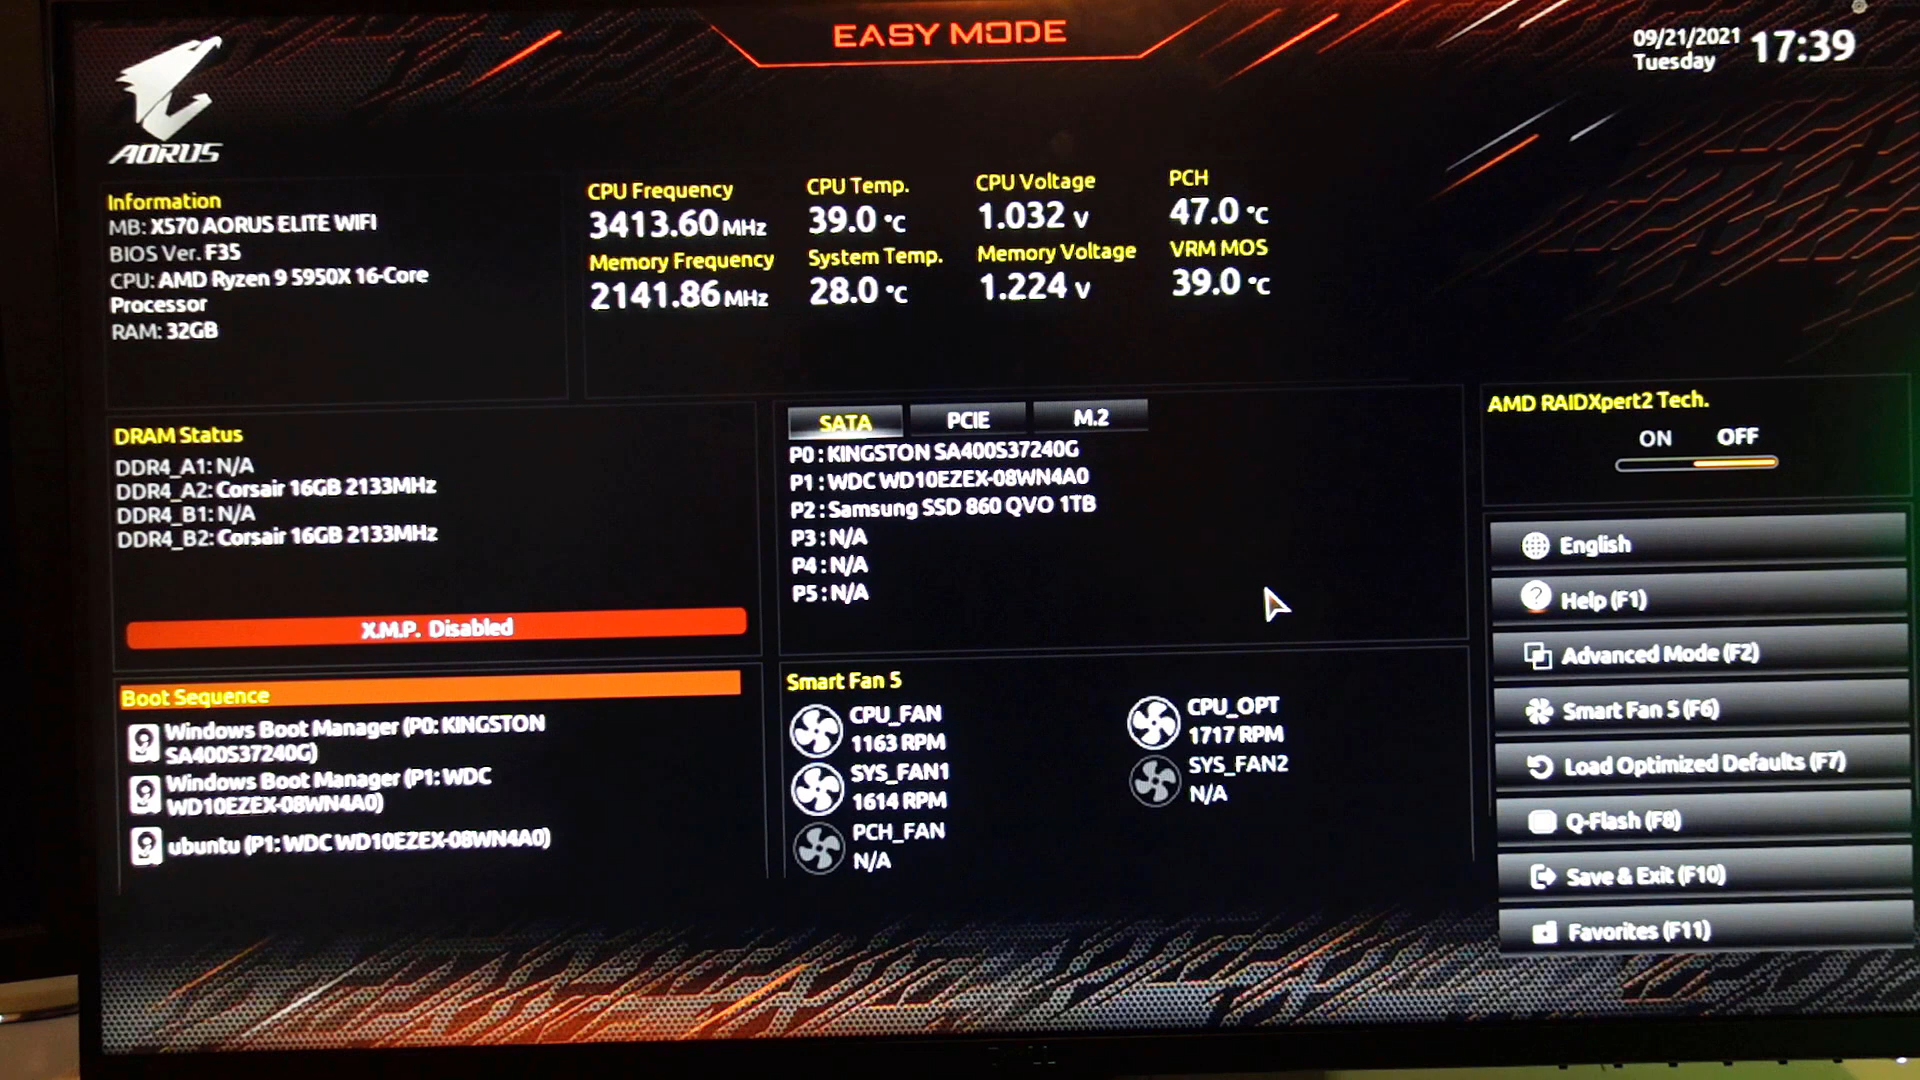 EASY MODE
09/21/2021
Tuesday
17:39
AORUS
Information
MB: X570 AORUS ELITE WIFI
BIOS Ver. F35
CPU: AMD Ryzen 9 5950X 16-Core
Processor
RAM: 32GB
CPU Frequency
3413.60 MHz
CPU Temp.
39.0 °C
CPU Voltage
1.032 V
PCH
47.0 °C
Memory Frequency
2141.86 MHz
System Temp.
28.0 °C
Memory Voltage
1.224 V
VRM MOS
39.0 °C
DRAM Status
DDR4_A1: N/A
DDR4_A2: Corsair 16GB 2133MHz
DDR4_B1: N/A
DDR4_B2: Corsair 16GB 2133MHz
X.M.P. Disabled
SATA PCIE M.2
P0 : KINGSTON SA400S37240G
P1 : WDC WD10EZEX-08WN4A0
P2 : Samsung SSD 860 QVO 1TB
P3 : N/A
P4 : N/A
P5 : N/A
AMD RAIDXpert2 Tech.
ON OFF
Boot Sequence
Windows Boot Manager (P0: KINGSTON
SA400S37240G)
Windows Boot Manager (P1: WDC
WD10EZEX-08WN4A0)
ubuntu (P1: WDC WD10EZEX-08WN4A0)
Smart Fan 5
CPU_FAN
1163 RPM
CPU_OPT
1717 RPM
SYS_FAN1
1614 RPM
SYS_FAN2
N/A
PCH_FAN
N/A
English
Help (F1)
Advanced Mode (F2)
Smart Fan 5 (F6)
Load Optimized Defaults (F7)
Q-Flash (F8)
Save & Exit (F10)
Favorites (F11)